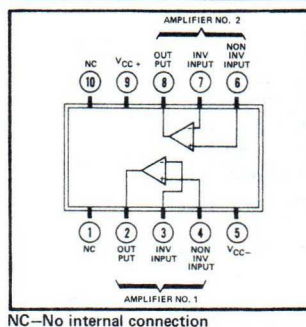 AMPLIFIER NO. 2
NC VCC+ OUT PUT INV INPUT NON INV INPUT
10 9 8 7 6
1 2 3 4 5
NC OUT PUT INV INPUT NON INV INPUT VCC-
AMPLIFIER NO. 1
NC—No internal connection